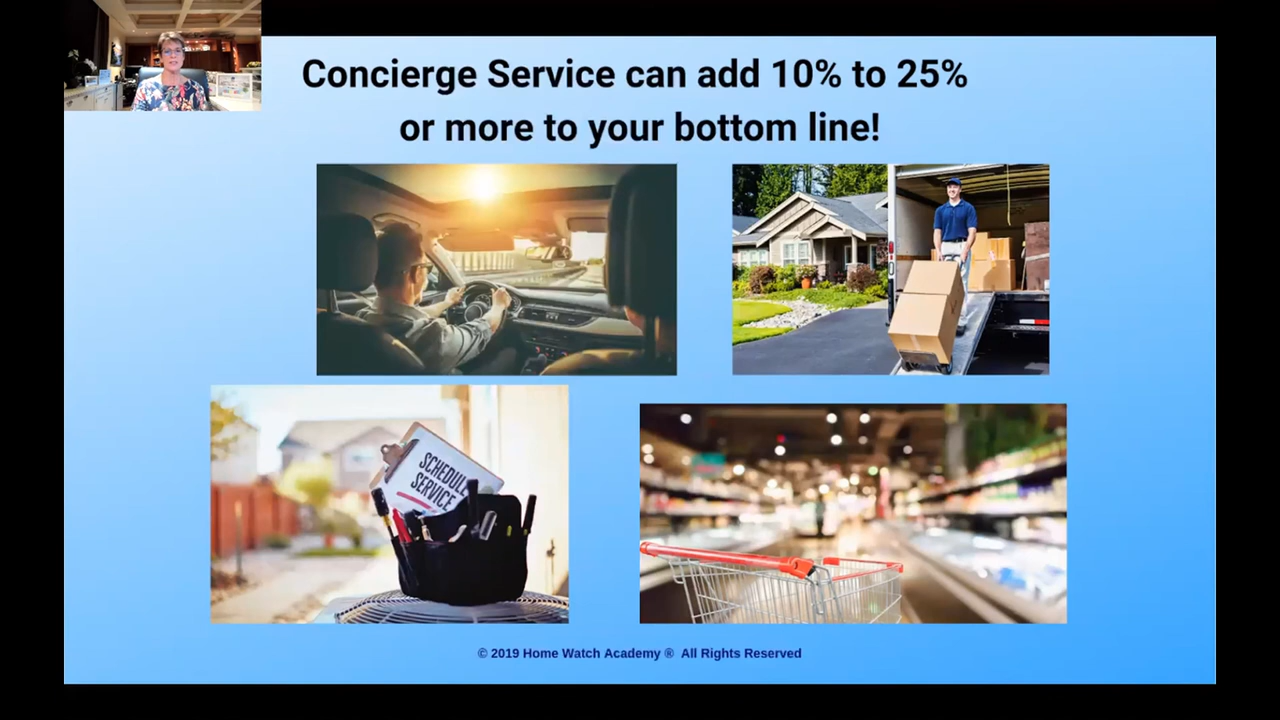 Concierge Service can add 10% to 25%
or more to your bottom line!
SCHEDULE
SERVICE
© 2019 Home Watch Academy ® All Rights Reserved